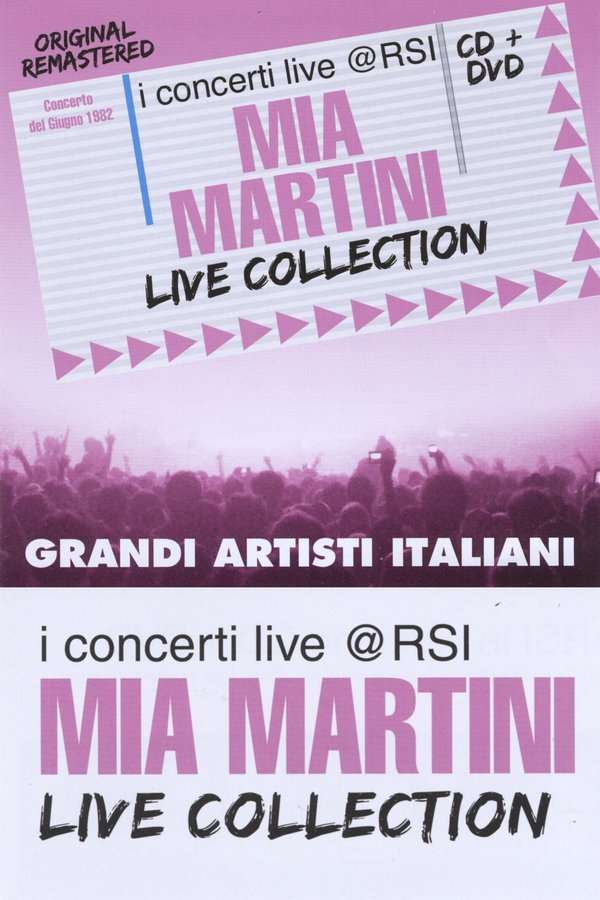 ORIGINAL
REMASTERED
Concerto
del Giugno 1982
i concerti live @RSI
CD +
DVD
MIA
MARTINI
LIVE COLLECTION
GRANDI ARTISTI ITALIANI
i concerti live @RSI
MIA MARTINI
LIVE COLLECTION